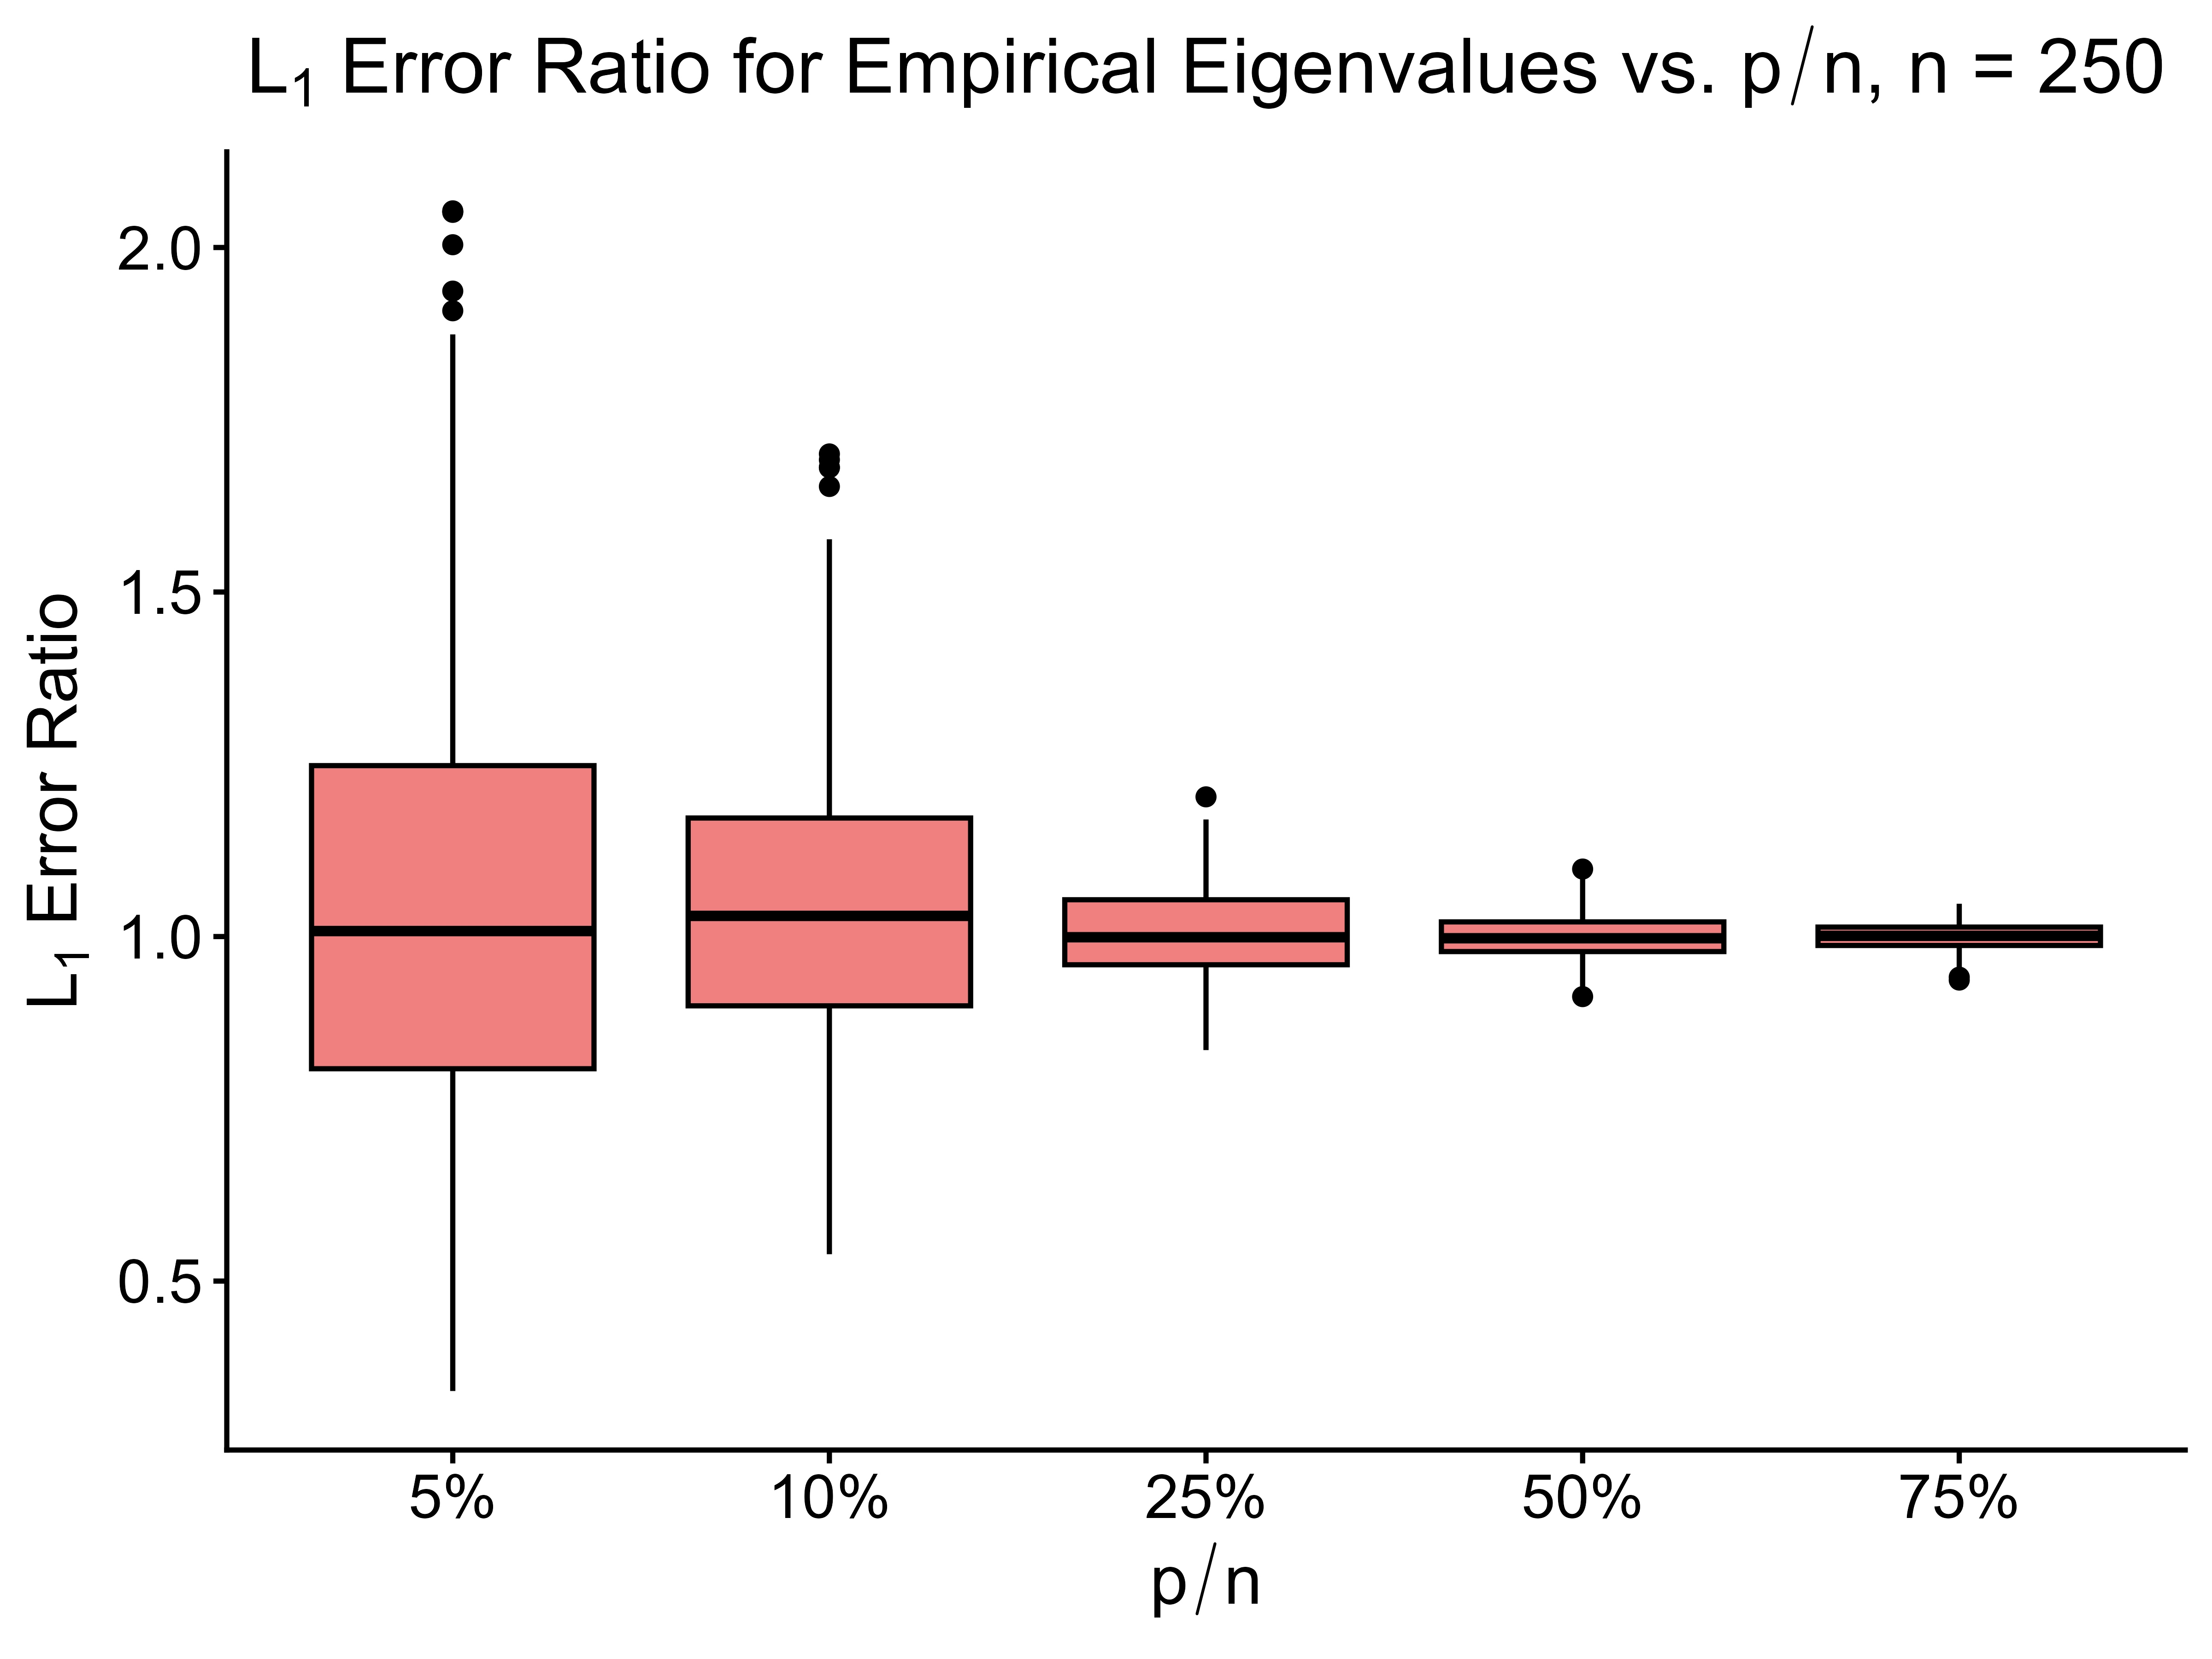 L₁ Error Ratio for Empirical Eigenvalues vs. p/n, n = 250
L₁ Error Ratio
2.0
1.5
1.0
0.5
5% 10% 25% 50% 75%
p/n